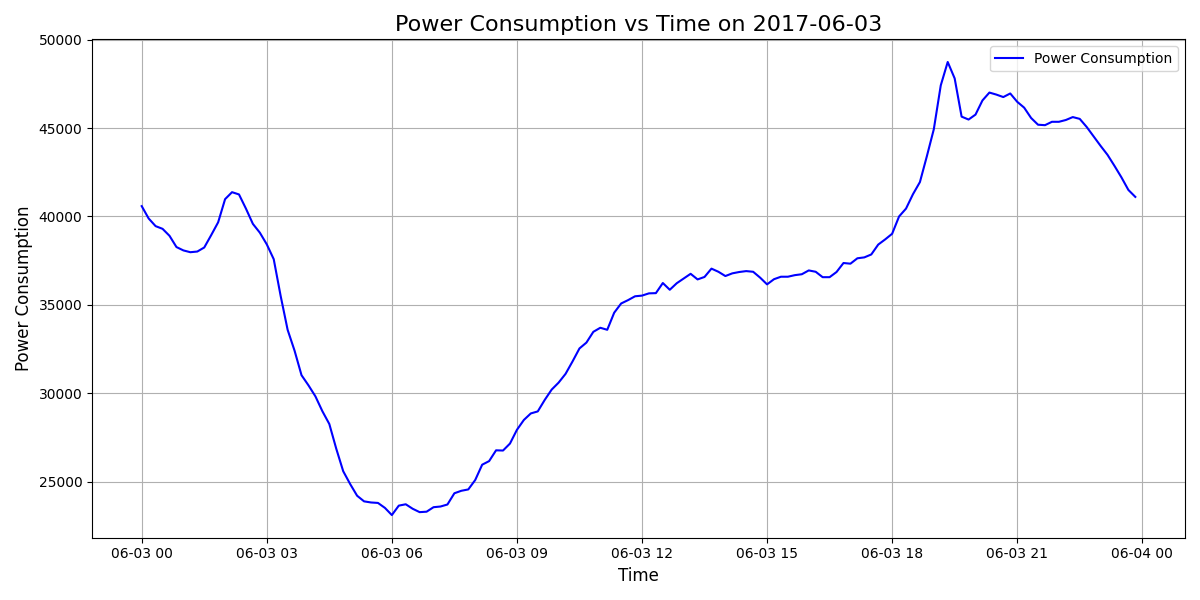 Power Consumption vs Time on 2017-06-03
Power Consumption
50000
45000
40000
35000
30000
25000
Power Consumption
06-03 00 06-03 03 06-03 06 06-03 09 06-03 12 06-03 15 06-03 18 06-03 21 06-04 00
Time